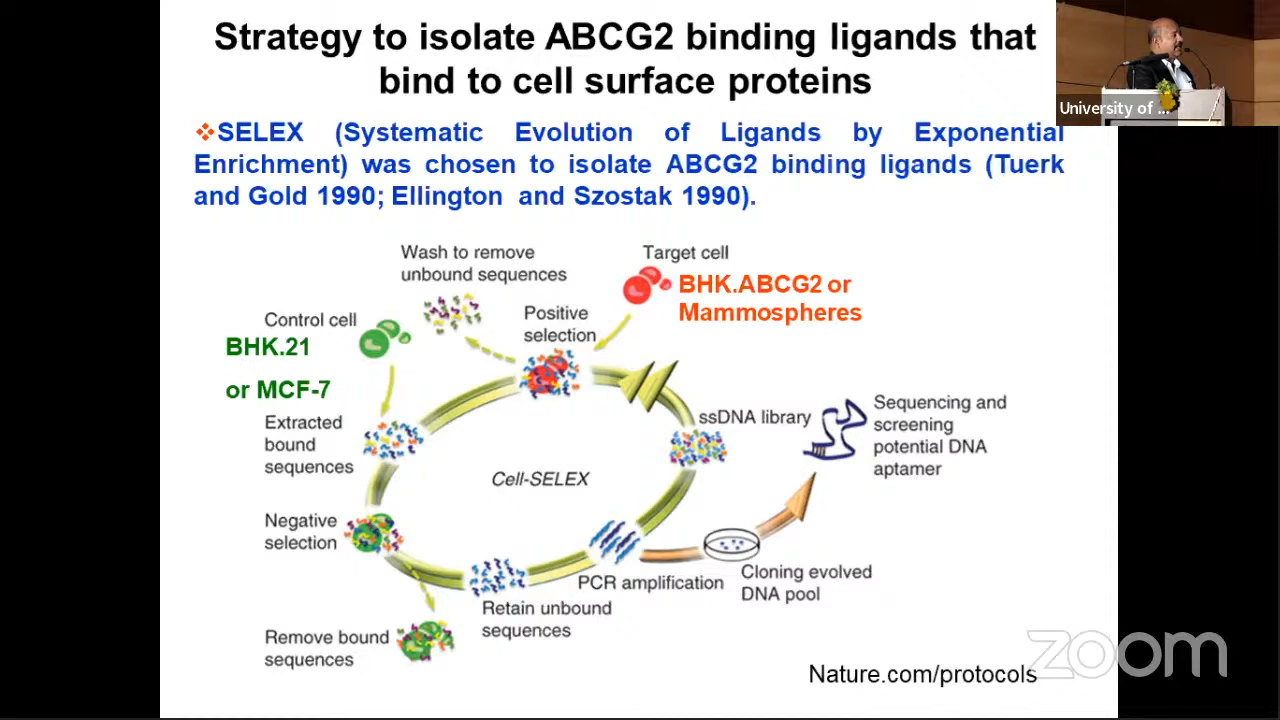 Strategy to isolate ABCG2 binding ligands that
bind to cell surface proteins
University of ...
❖SELEX (Systematic Evolution of Ligands by Exponential
Enrichment) was chosen to isolate ABCG2 binding ligands (Tuerk
and Gold 1990; Ellington and Szostak 1990).
Wash to remove
unbound sequences
Target cell
BHK.ABCG2 or
Mammospheres
Positive
selection
Control cell
BHK.21
or MCF-7
Extracted
bound
sequences
ssDNA library
Sequencing and
screening
potential DNA
aptamer
Cell-SELEX
Negative
selection
PCR amplification
Cloning evolved
DNA pool
Retain unbound
sequences
Remove bound
sequences
Nature.com/protocols
zoom